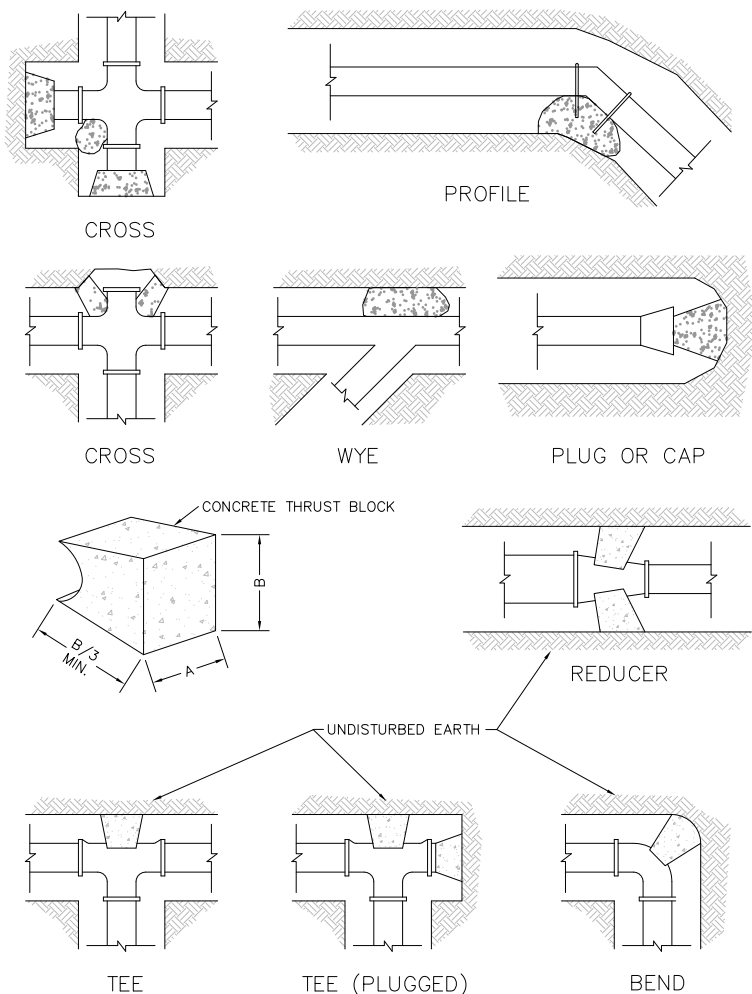 CROSS
PROFILE
CROSS
WYE
PLUG OR CAP
CONCRETE THRUST BLOCK
B
B/3
MIN.
A
REDUCER
UNDISTURBED EARTH
TEE
TEE (PLUGGED)
BEND